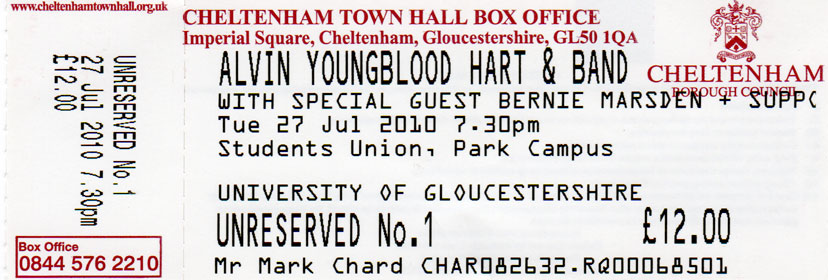 www.cheltenhamtownhall.org.uk
CHELTENHAM TOWN HALL BOX OFFICE
Imperial Square, Cheltenham, Gloucestershire, GL50 1QA
CHELTENHAM
BOROUGH COUNCIL
ALVIN YOUNGBLOOD HART & BAND
WITH SPECIAL GUEST BERNIE MARSDEN + SUPPO
Tue 27 Jul 2010 7.30pm
Students Union, Park Campus
UNIVERSITY OF GLOUCESTERSHIRE
UNRESERVED No.1 £12.00
Mr Mark Chard CHAR082632.RQ00068501
UNRESERVED No.1
27 Jul 2010 7.30pm
£12.00
Box Office
0844 576 2210